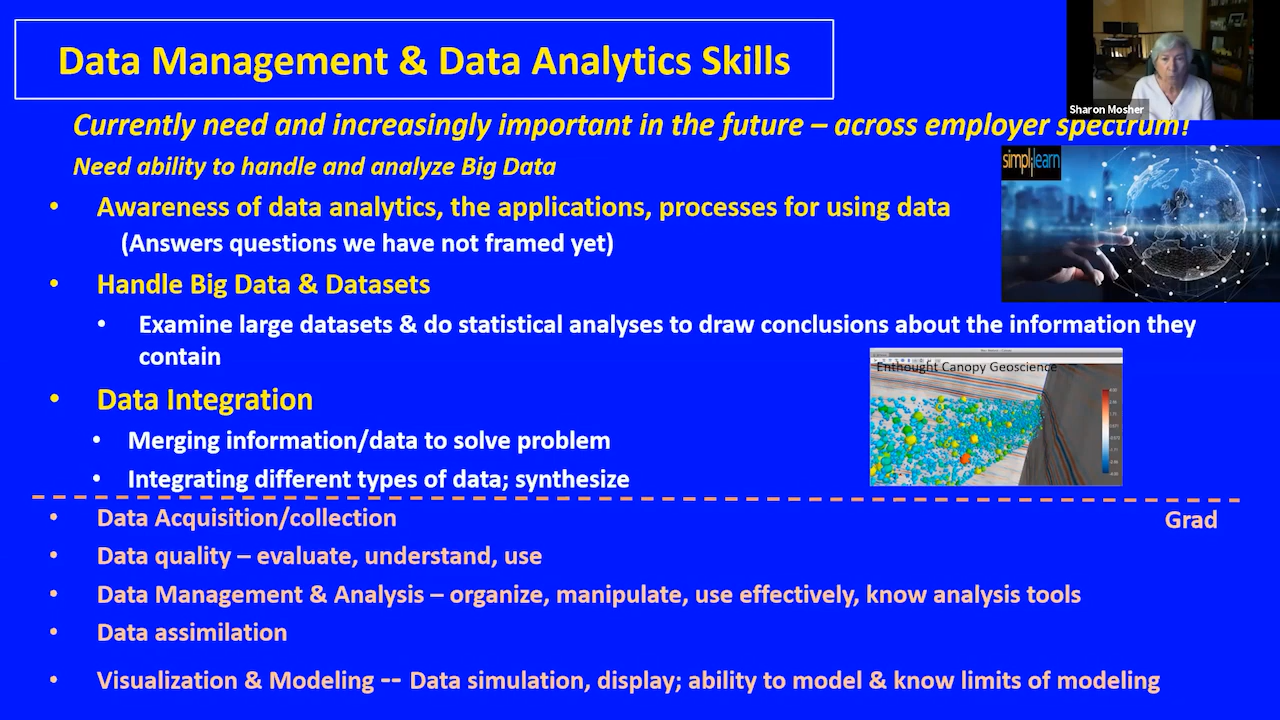 Data Management & Data Analytics Skills
Sharon Mosher
Currently need and increasingly important in the future – across employer spectrum!
Need ability to handle and analyze Big Data
simplilearn
• Awareness of data analytics, the applications, processes for using data
(Answers questions we have not framed yet)
• Handle Big Data & Datasets
• Examine large datasets & do statistical analyses to draw conclusions about the information they
contain
Enthought Canopy Geoscience
• Data Integration
• Merging information/data to solve problem
• Integrating different types of data; synthesize
• Data Acquisition/collection
Grad
• Data quality – evaluate, understand, use
• Data Management & Analysis – organize, manipulate, use effectively, know analysis tools
• Data assimilation
• Visualization & Modeling -- Data simulation, display; ability to model & know limits of modeling